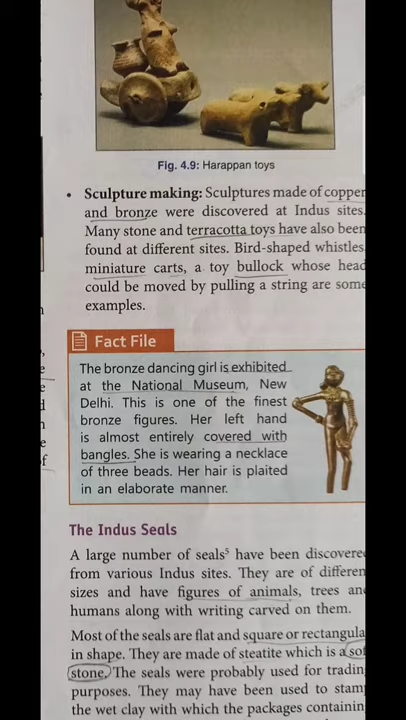 Fig. 4.9: Harappan toys
• Sculpture making: Sculptures made of copper
and bronze were discovered at Indus sites.
Many stone and terracotta toys have also been
found at different sites. Bird-shaped whistles
miniature carts, a toy bullock whose head
could be moved by pulling a string are some
examples.
Fact File
The bronze dancing girl is exhibited
at the National Museum, New
Delhi. This is one of the finest
bronze figures. Her left hand
is almost entirely covered with
bangles. She is wearing a necklace
of three beads. Her hair is plaited
in an elaborate manner.
The Indus Seals
A large number of seals⁵ have been discovere
from various Indus sites. They are of differen
sizes and have figures of animals, trees an
humans along with writing carved on them.
Most of the seals are flat and square or rectangula
in shape. They are made of steatite which is a sof
stone. The seals were probably used for tradin
purposes. They may have been used to stam
the wet clay with which the packages containin